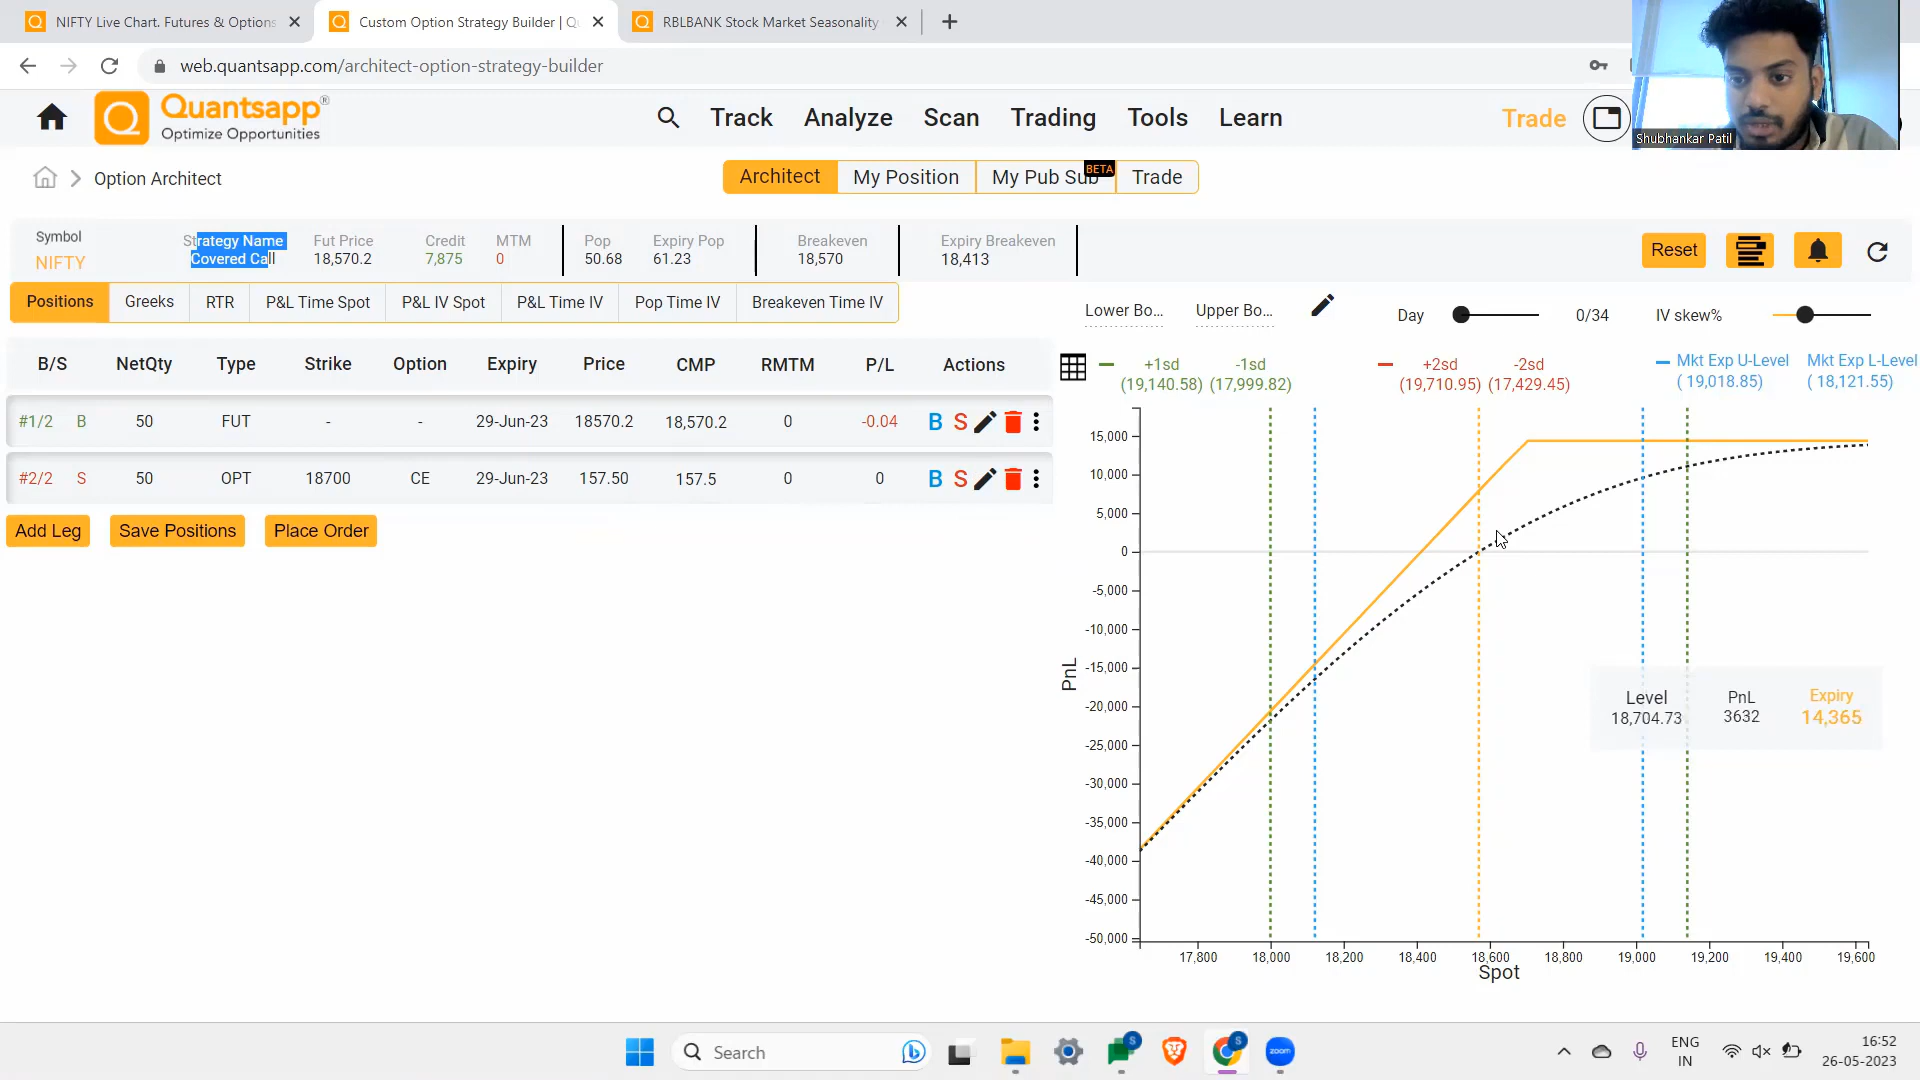 NIFTY Live Chart. Futures & Options
Custom Option Strategy Builder | Q
RBLBANK Stock Market Seasonality
web.quantsapp.com/architect-option-strategy-builder
Quantsapp®
Optimize Opportunities
Track Analyze Scan Trading Tools Learn
Trade
Shubhankar Patil
Option Architect
Architect My Position My Pub Sub BETA Trade
Symbol
NIFTY
Strategy Name
Covered Call
Fut Price
18,570.2
Credit
7,875
MTM
0
Pop
50.68
Expiry Pop
61.23
Breakeven
18,570
Expiry Breakeven
18,413
Reset
Positions Greeks RTR P&L Time Spot P&L IV Spot P&L Time IV Pop Time IV Breakeven Time IV
Lower Bo... Upper Bo... Day 0/34 IV skew%
B/S NetQty Type Strike Option Expiry Price CMP RMTM P/L Actions
#1/2 B 50 FUT - - 29-Jun-23 18570.2 18,570.2 0 -0.04 B S
#2/2 S 50 OPT 18700 CE 29-Jun-23 157.50 157.5 0 0 B S
Add Leg Save Positions Place Order
+1sd -1sd
(19,140.58) (17,999.82)
+2sd -2sd
(19,710.95) (17,429.45)
Mkt Exp U-Level Mkt Exp L-Level
( 19,018.85) ( 18,121.55)
15,000
10,000
5,000
0
-5,000
-10,000
-15,000
-20,000
-25,000
-30,000
-35,000
-40,000
-45,000
-50,000
PnL
Level PnL Expiry
18,704.73 3632 14,365
17,800 18,000 18,200 18,400 18,600 18,800 19,000 19,200 19,400 19,600
Spot
Search
S
S
zoom
ENG
IN
16:52
26-05-2023